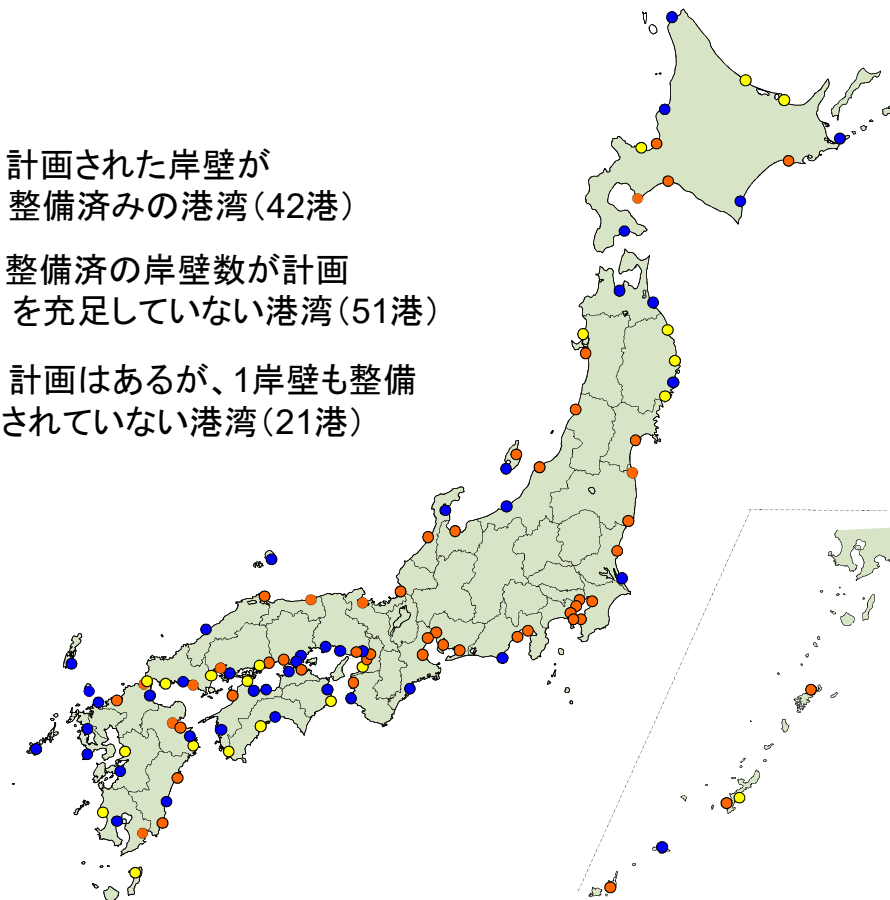 計画された岸壁が
整備済みの港湾（42港）
整備済の岸壁数が計画
を充足していない港湾（51港）
計画はあるが、1岸壁も整備
されていない港湾（21港）